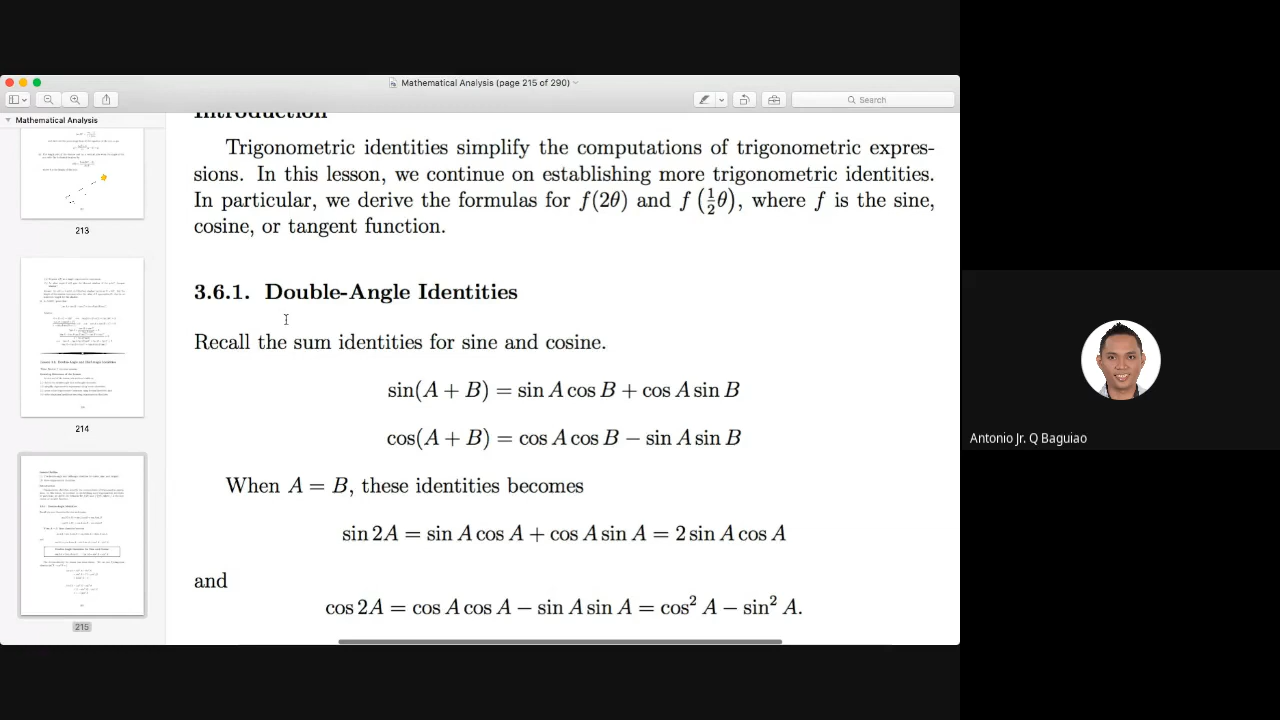 Mathematical Analysis (page 215 of 290)
Search
Mathematical Analysis
213
214
215
Introduction
Trigonometric identities simplify the computations of trigonometric expres-
sions. In this lesson, we continue on establishing more trigonometric identities.
In particular, we derive the formulas for f(2θ) and f(½θ), where f is the sine,
cosine, or tangent function.
3.6.1. Double-Angle Identities
Recall the sum identities for sine and cosine.
sin(A + B) = sin A cos B + cos A sin B
cos(A + B) = cos A cos B − sin A sin B
When A = B, these identities becomes
sin 2A = sin A cos A + cos A sin A = 2 sin A cos A
and
cos 2A = cos A cos A − sin A sin A = cos² A − sin² A.
Antonio Jr. Q Baguiao